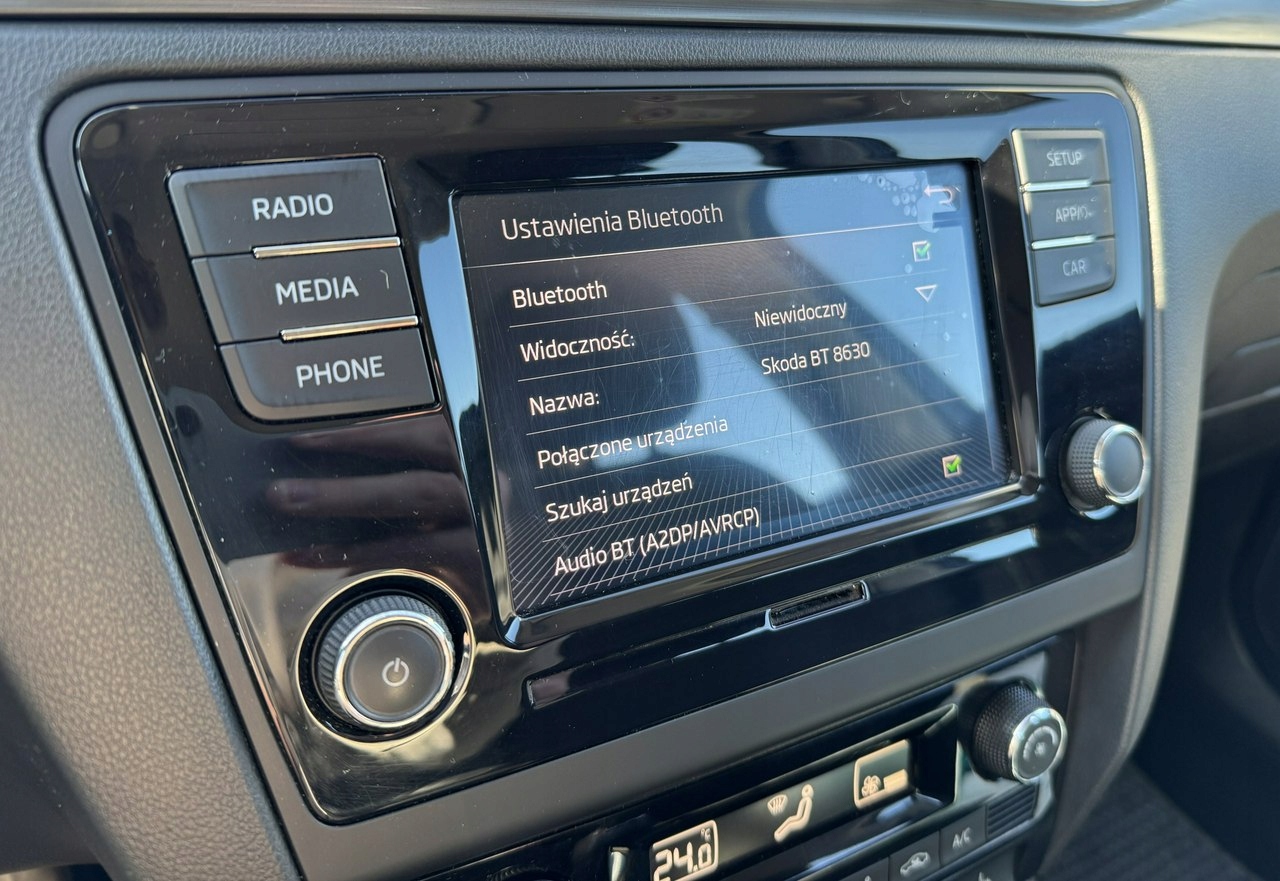 RADIO
MEDIA
PHONE
Ustawienia Bluetooth
Bluetooth
Widoczność: Niewidoczny
Nazwa: Skoda BT 8630
Połączone urządzenia
Szukaj urządzeń
Audio BT (A2DP/AVRCP)
SETUP
CAR
24.0 °C
A/C